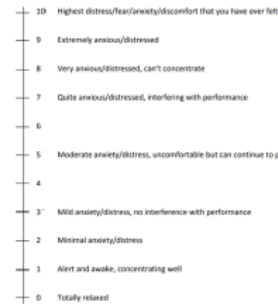 10 Highest distress/fear/anxiety/discomfort that you have ever felt
9 Extremely anxious/distressed
8 Very anxious/distressed, can't concentrate
7 Quite anxious/distressed, interfering with performance
6
5 Moderate anxiety/distress, uncomfortable but can continue to p
4
3 Mild anxiety/distress, no interference with performance
2 Minimal anxiety/distress
1 Alert and awake, concentrating well
0 Totally relaxed